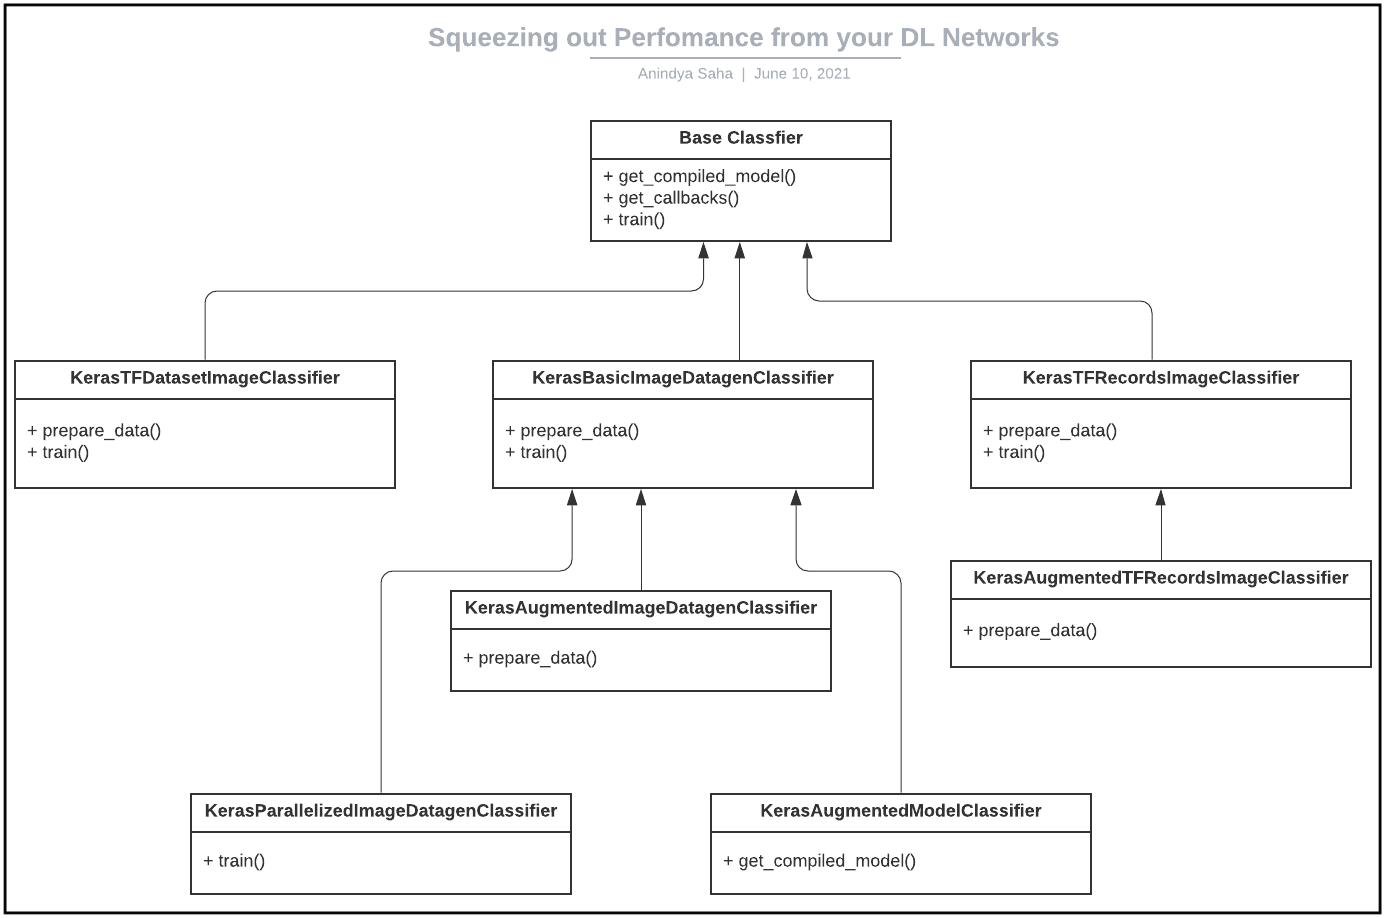 Squeezing out Perfomance from your DL Networks
Anindya Saha | June 10, 2021
Base Classfier
+ get_compiled_model()
+ get_callbacks()
+ train()
KerasTFDatasetImageClassifier
+ prepare_data()
+ train()
KerasBasicImageDatagenClassifier
+ prepare_data()
+ train()
KerasTFRecordsImageClassifier
+ prepare_data()
+ train()
KerasAugmentedImageDatagenClassifier
+ prepare_data()
KerasAugmentedTFRecordsImageClassifier
+ prepare_data()
KerasParallelizedImageDatagenClassifier
+ train()
KerasAugmentedModelClassifier
+ get_compiled_model()